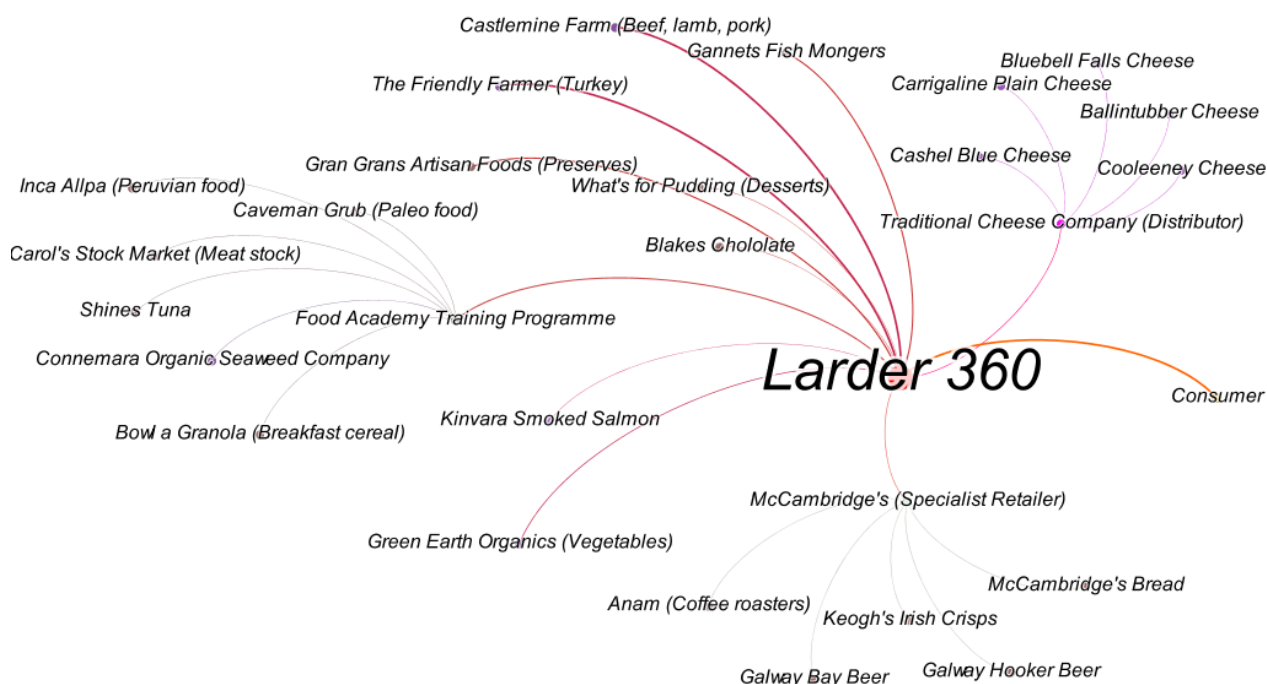 Castlemine Farm (Beef, lamb, pork)
Gannets Fish Mongers
Bluebell Falls Cheese
The Friendly Farmer (Turkey)
Carrigaline Plain Cheese
Ballintubber Cheese
Gran Grans Artisan Foods (Preserves)
Cashel Blue Cheese
Cooleeney Cheese
Inca Allpa (Peruvian food)
What's for Pudding (Desserts)
Caveman Grub (Paleo food)
Traditional Cheese Company (Distributor)
Carol's Stock Market (Meat stock)
Blakes Chololate
Shines Tuna
Food Academy Training Programme
Connemara Organic Seaweed Company
Larder 360
Consumer
Bowl a Granola (Breakfast cereal)
Kinvara Smoked Salmon
McCambridge's (Specialist Retailer)
Green Earth Organics (Vegetables)
McCambridge's Bread
Anam (Coffee roasters)
Keogh's Irish Crisps
Galway Bay Beer
Galway Hooker Beer